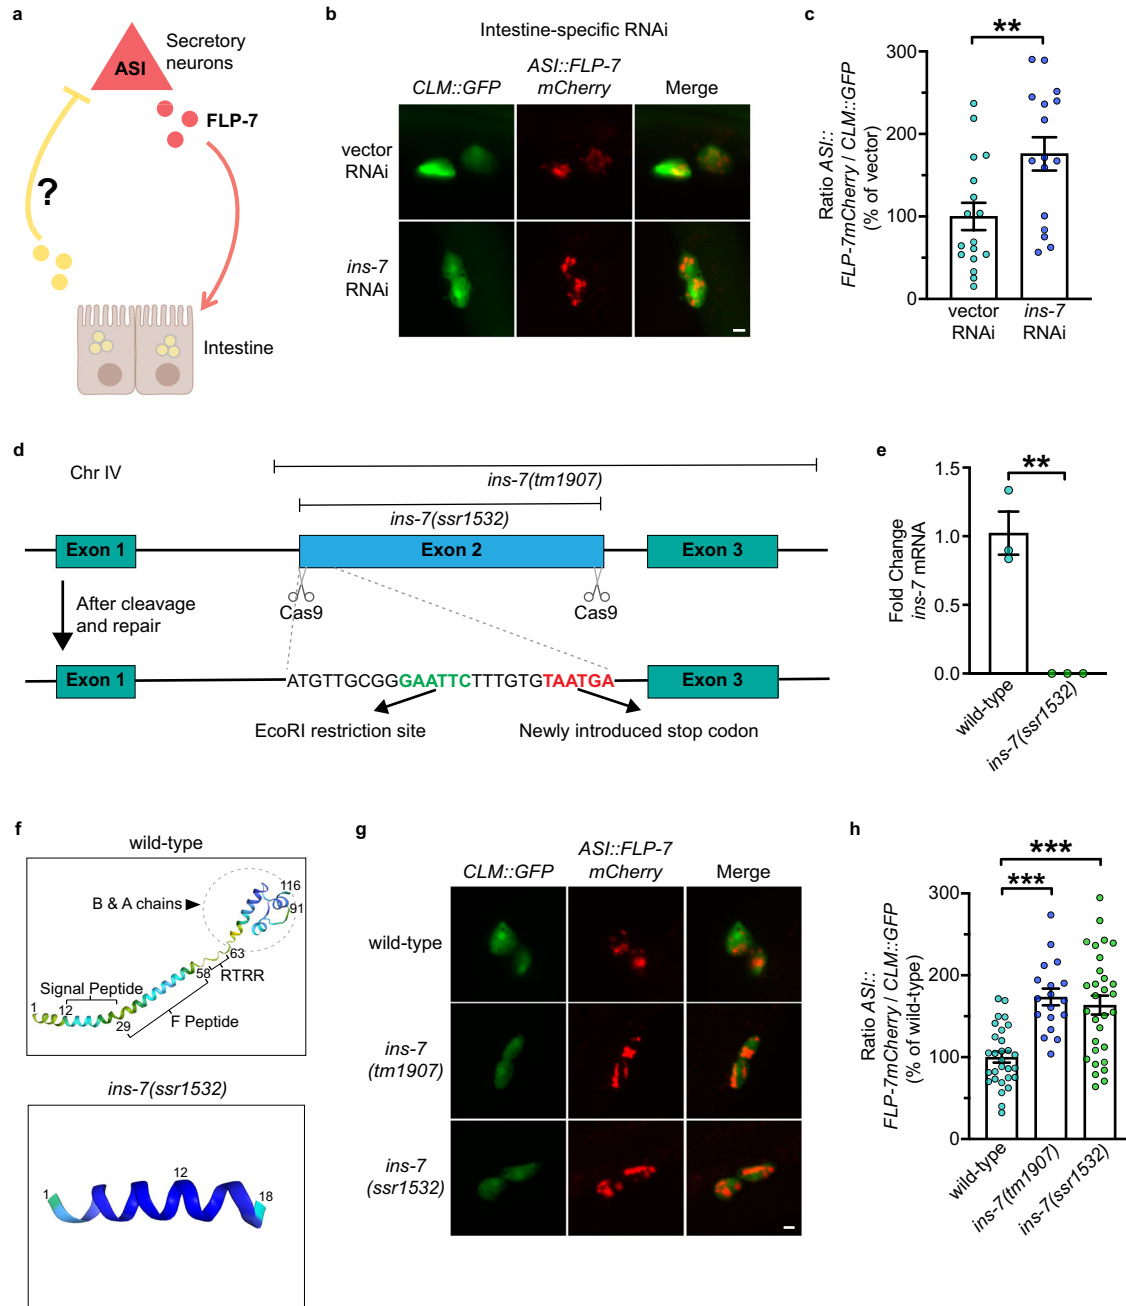 a
Secretory
neurons
ASI
FLP-7
?
Intestine
b
Intestine-specific RNAi
CLM::GFP
ASI::FLP-7
mCherry
Merge
vector
RNAi
ins-7
RNAi
c
**
Ratio ASI::
FLP-7mCherry / CLM::GFP
(% of vector)
300
200
100
0
vector
RNAi
ins-7
RNAi
d
Chr IV
ins-7(tm1907)
ins-7(ssr1532)
Exon 1
Exon 2
Exon 3
Cas9
Cas9
After cleavage
and repair
Exon 1
ATGTTGCGGGAATTCTTTGTGTAATGA
Exon 3
EcoRI restriction site
Newly introduced stop codon
e
**
Fold Change
ins-7 mRNA
1.5
1.0
0.5
0.0
wild-type
ins-7(ssr1532)
f
wild-type
B & A chains
116
91
63
58
RTRR
Signal Peptide
1
12
29
F Peptide
ins-7(ssr1532)
1
12
18
g
CLM::GFP
ASI::FLP-7
mCherry
Merge
wild-type
ins-7
(tm1907)
ins-7
(ssr1532)
h
***
***
Ratio ASI::
FLP-7mCherry / CLM::GFP
(% of wild-type)
300
200
100
0
wild-type
ins-7(tm1907)
ins-7(ssr1532)